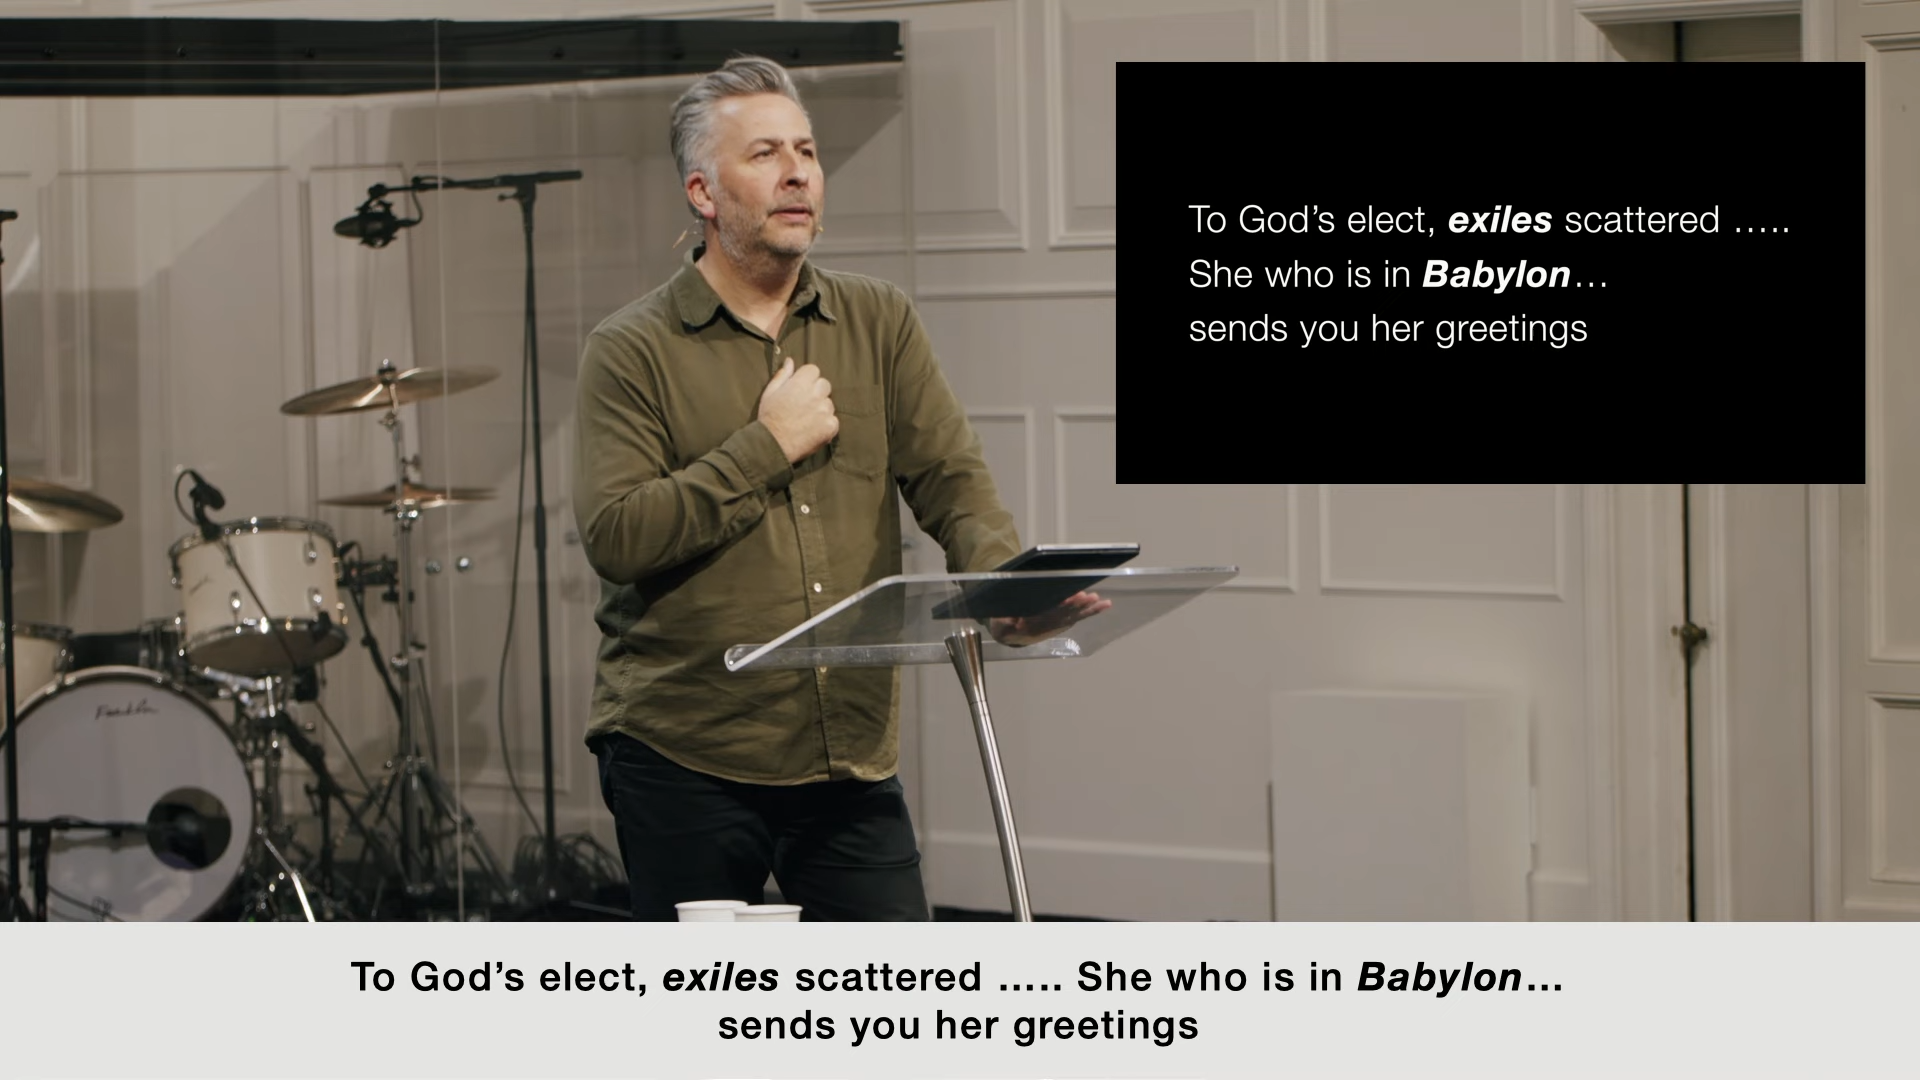 To God’s elect, exiles scattered .....
She who is in Babylon...
sends you her greetings
To God’s elect, exiles scattered ..... She who is in Babylon...
sends you her greetings